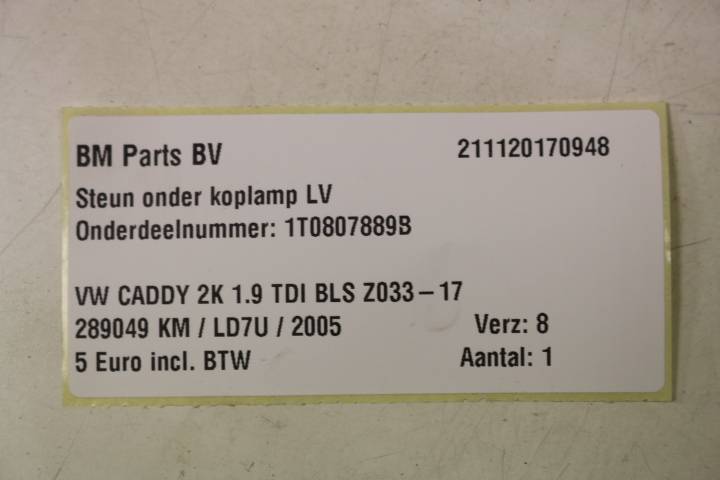 BM Parts BV 211120170948
Steun onder koplamp LV
Onderdeelnummer: 1T0807889B
VW CADDY 2K 1.9 TDI BLS Z033-17
289049 KM / LD7U / 2005 Verz: 8
5 Euro incl. BTW Aantal: 1